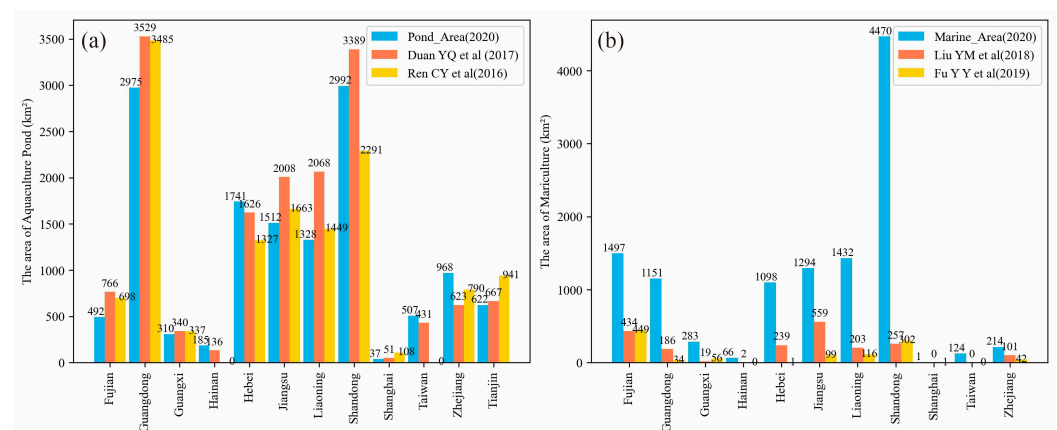 (a)
Pond_Area(2020)
Duan YQ et al (2017)
Ren CY et al(2016)
The area of Aquaculture Pond (km²)
3500
3000
2500
2000
1500
1000
500
0
492 766 698
2975 3529 3485
310 340 337
185 136 0
1741 1626 1327
1512 2008 1663
1328 2068 1449
2992 3389 2291
37 51 108
507 431 0
968 623 790
622 667 941
Fujian
Guangdong
Guangxi
Hainan
Hebei
Jiangsu
Liaoning
Shandong
Shanghai
Taiwan
Zhejiang
Tianjin
(b)
Marine_Area(2020)
Liu YM et al(2018)
Fu Y Y et al(2019)
The area of Mariculture (km²)
4000
3000
2000
1000
0
1497 434 449
1151 186 34
283 19 56
66 2 0
1098 239 1
1294 559 99
1432 203 116
4470 257 302
1 0 1
124 0 0
214 101 42
Fujian
Guangdong
Guangxi
Hainan
Hebei
Jiangsu
Liaoning
Shandong
Shanghai
Taiwan
Zhejiang